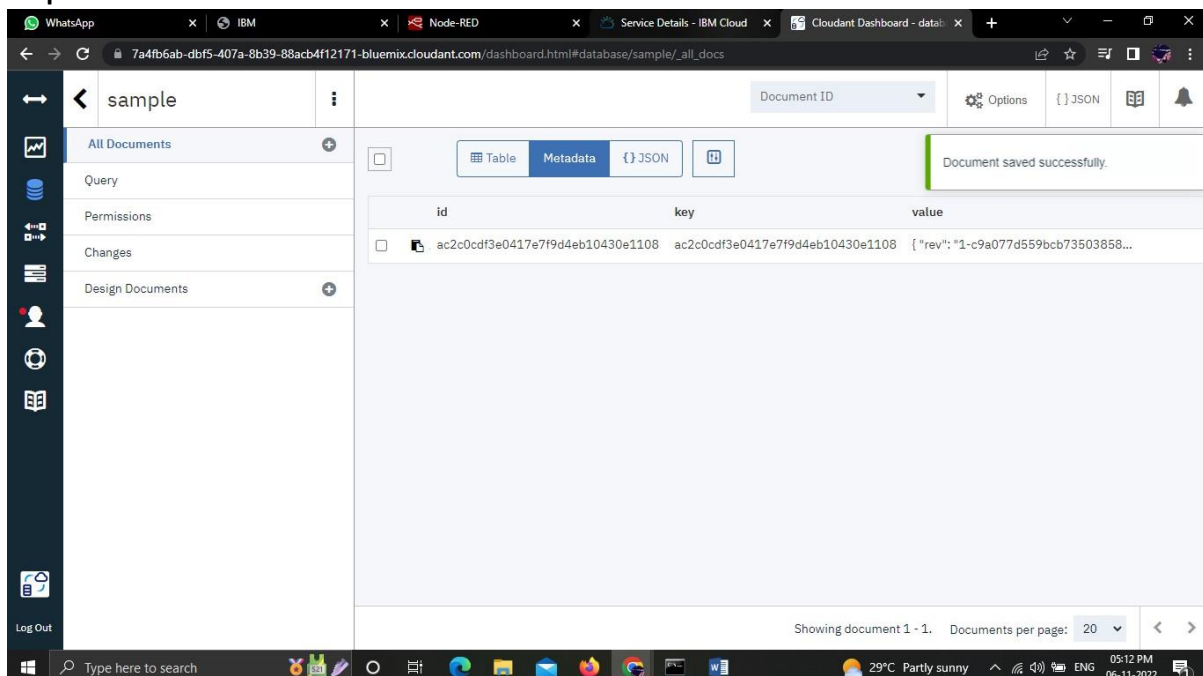 WhatsApp IBM Node-RED Service Details - IBM Cloud Cloudant Dashboard - datab
7a4fb6ab-dbf5-407a-8b39-88acb4f12171-bluemix.cloudant.com/dashboard.html#database/sample/_all_docs
sample Document ID Options { } JSON
All Documents
Table Metadata { } JSON
Document saved successfully.
Query
Permissions
id key value
ac2c0cdf3e0417e7f9d4eb10430e1108 ac2c0cdf3e0417e7f9d4eb10430e1108 { "rev": "1-c9a077d559bcb73503858...
Changes
Design Documents
Log Out
Showing document 1 - 1. Documents per page: 20
Type here to search 29°C Partly sunny ENG 05:12 PM
06-11-2022